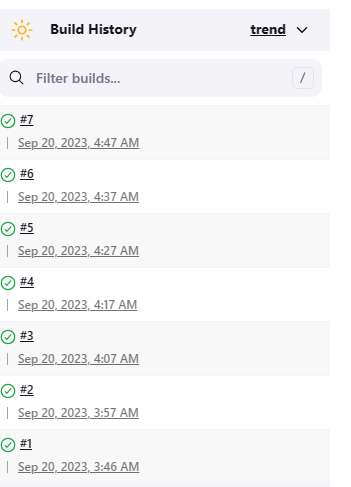 Build History trend
Filter builds... /
#7
Sep 20, 2023, 4:47 AM
#6
Sep 20, 2023, 4:37 AM
#5
Sep 20, 2023, 4:27 AM
#4
Sep 20, 2023, 4:17 AM
#3
Sep 20, 2023, 4:07 AM
#2
Sep 20, 2023, 3:57 AM
#1
Sep 20, 2023, 3:46 AM